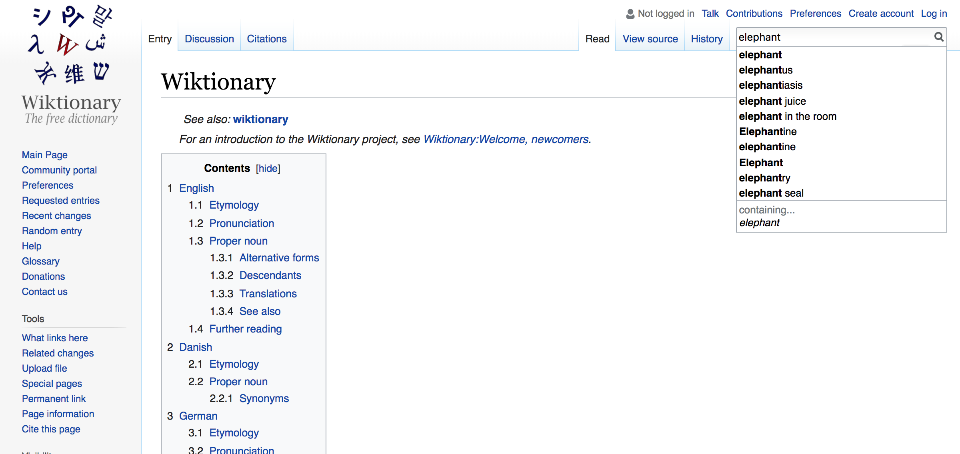 Not logged in Talk Contributions Preferences Create account Log in
Entry Discussion Citations Read View source History elephant
Wiktionary
The free dictionary
Main Page
Community portal
Preferences
Requested entries
Recent changes
Random entry
Help
Glossary
Donations
Contact us
Tools
What links here
Related changes
Upload file
Special pages
Permanent link
Page information
Cite this page
Wiktionary
See also: wiktionary
For an introduction to the Wiktionary project, see Wiktionary:Welcome, newcomers.
Contents [hide]
1 English
1.1 Etymology
1.2 Pronunciation
1.3 Proper noun
1.3.1 Alternative forms
1.3.2 Descendants
1.3.3 Translations
1.3.4 See also
1.4 Further reading
2 Danish
2.1 Etymology
2.2 Proper noun
2.2.1 Synonyms
3 German
3.1 Etymology
3.2 Pronunciation
elephant
elephantus
elephantiasis
elephant juice
elephant in the room
Elephantine
elephantine
Elephant
elephantry
elephant seal
containing...
elephant